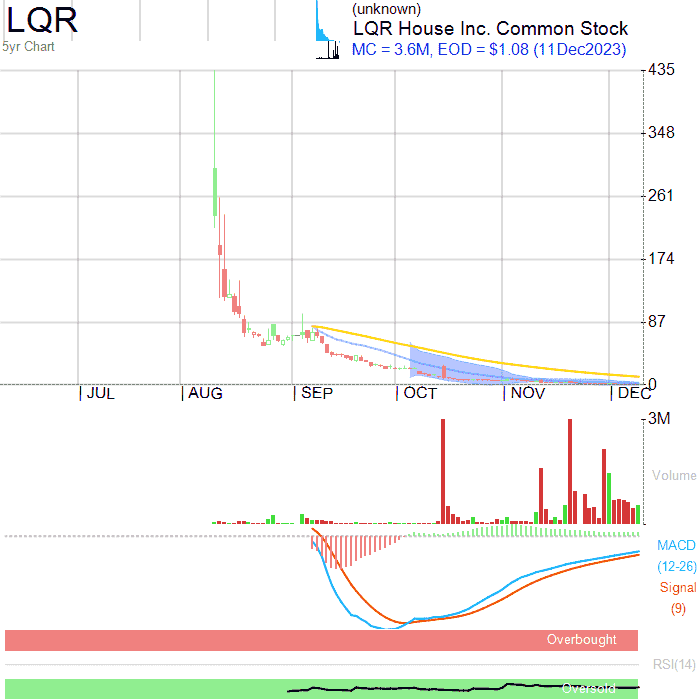 LQR
5yr Chart
(unknown)
LQR House Inc. Common Stock
MC = 3.6M, EOD = $1.08 (11Dec2023)
435
348
261
174
87
0
JUL AUG SEP OCT NOV DEC
3M
Volume
MACD
(12-26)
Signal
(9)
Overbought
RSI(14)
Oversold